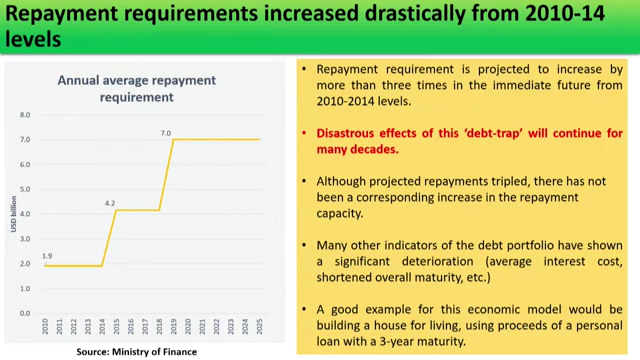 Repayment requirements increased drastically from 2010-14
levels
Annual average repayment
requirement
8.0
7.0
6.0
5.0
4.0
3.0
2.0
1.0
0.0
USD billion
1.9
4.2
7.0
2010
2011
2012
2013
2014
2015
2016
2017
2018
2019
2020
2021
2022
2023
2024
2025
Source: Ministry of Finance
• Repayment requirement is projected to increase by
more than three times in the immediate future from
2010-2014 levels.
• Disastrous effects of this ‘debt-trap’ will continue for
many decades.
• Although projected repayments tripled, there has not
been a corresponding increase in the repayment
capacity.
• Many other indicators of the debt portfolio have shown
a significant deterioration (average interest cost,
shortened overall maturity, etc.)
• A good example for this economic model would be
building a house for living, using proceeds of a personal
loan with a 3-year maturity.